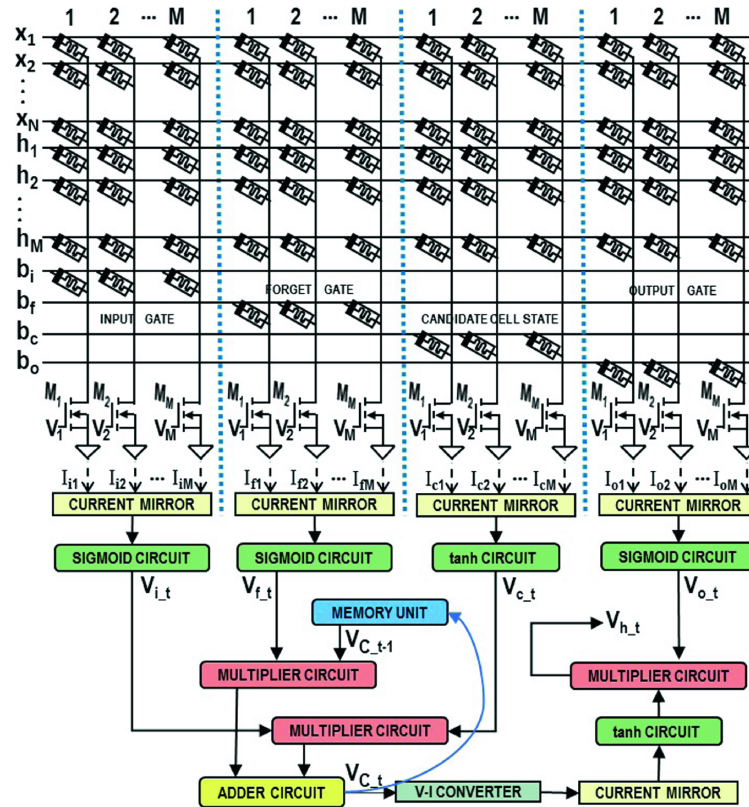 1 2 ... M 1 2 ... M 1 2 ... M 1 2 ... M
x1
x2
xN
h1
h2
hM
bi
FORGET GATE OUTPUT GATE
bf
INPUT GATE CANDIDATE CELL STATE
bc
bo
M1 M2 MM M1 M2 MM M1 M2 MM M1 M2 MM
V1 V2 VM V1 V2 VM V1 V2 VM V1 V2 VM
Ii1 Ii2 ... IiM If1 If2 ... IfM Ic1 Ic2 ... IcM Io1 Io2 ... IoM
CURRENT MIRROR CURRENT MIRROR CURRENT MIRROR CURRENT MIRROR
SIGMOID CIRCUIT SIGMOID CIRCUIT tanh CIRCUIT SIGMOID CIRCUIT
Vi_t Vf_t Vc_t Vo_t
MEMORY UNIT
Vh_t
VC_t-1
MULTIPLIER CIRCUIT MULTIPLIER CIRCUIT
MULTIPLIER CIRCUIT tanh CIRCUIT
VC_t
ADDER CIRCUIT V-I CONVERTER CURRENT MIRROR